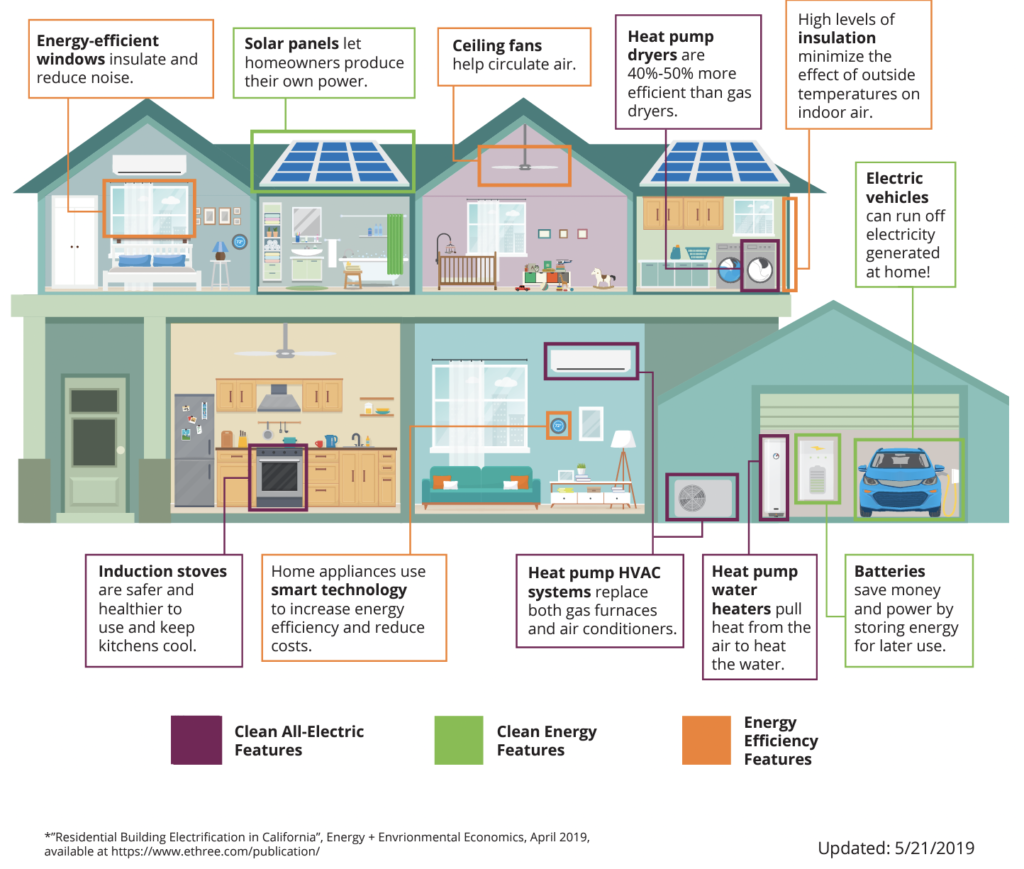 Energy-efficient
windows insulate and
reduce noise.
Solar panels let
homeowners produce
their own power.
Ceiling fans
help circulate air.
Heat pump
dryers are
40%-50% more
efficient than gas
dryers.
High levels of
insulation
minimize the
effect of outside
temperatures on
indoor air.
Electric
vehicles
can run off
electricity
generated
at home!
Induction stoves
are safer and
healthier to
use and keep
kitchens cool.
Home appliances use
smart technology
to increase energy
efficiency and reduce
costs.
Heat pump HVAC
systems replace
both gas furnaces
and air conditioners.
Heat pump
water
heaters pull
heat from the
air to heat
the water.
Batteries
save money
and power by
storing energy
for later use.
Clean All-Electric
Features
Clean Energy
Features
Energy
Efficiency
Features
*"Residential Building Electrification in California", Energy + Envrionmental Economics, April 2019,
available at https://www.ethree.com/publication/
Updated: 5/21/2019